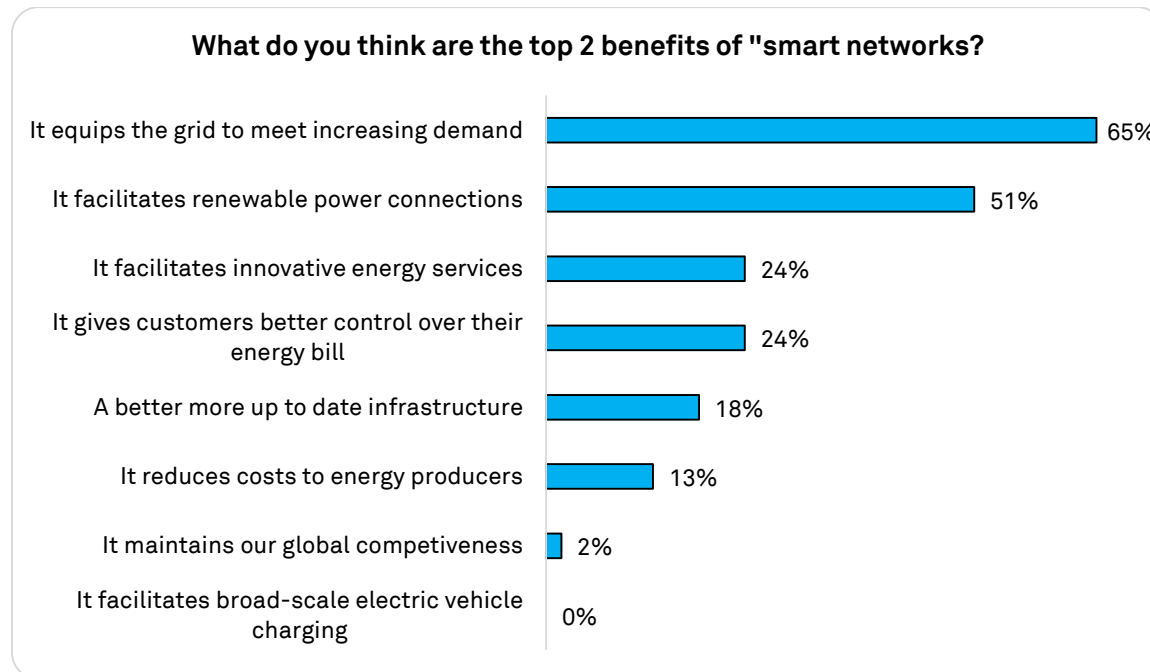 What do you think are the top 2 benefits of "smart networks?
It equips the grid to meet increasing demand
65%
It facilitates renewable power connections
51%
It facilitates innovative energy services
24%
It gives customers better control over their
energy bill
24%
A better more up to date infrastructure
18%
It reduces costs to energy producers
13%
It maintains our global competiveness
2%
It facilitates broad-scale electric vehicle
charging
0%